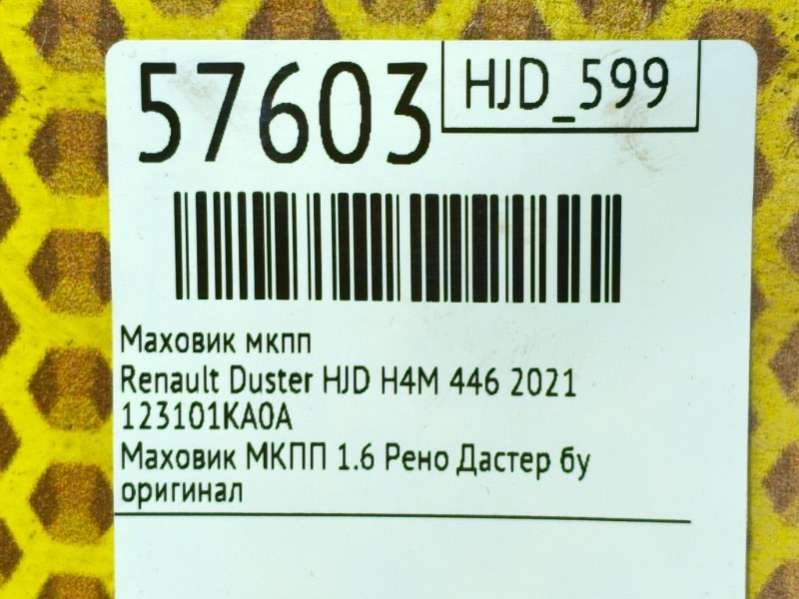 57603
HJD_599
Маховик мкпп
Renault Duster HJD H4M 446 2021
123101KA0A
Маховик МКПП 1.6 Рено Дастер бу
оригинал